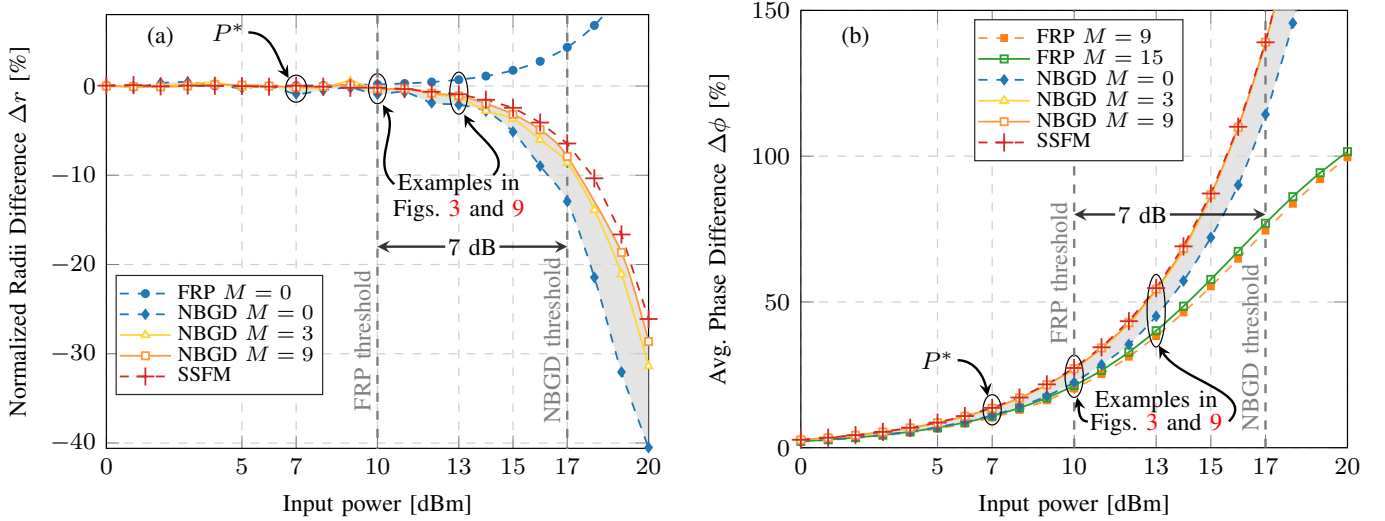 Normalized Radii Difference Δr [%]
0
−10
−20
−30
−40
(a)
P*
Examples in
Figs. 3 and 9
7 dB
FRP threshold
NBGD threshold
FRP M = 0
NBGD M = 0
NBGD M = 3
NBGD M = 9
SSFM
0
5
7
10
13
15
17
20
Input power [dBm]
Avg. Phase Difference Δϕ [%]
150
100
50
0
(b)
FRP M = 9
FRP M = 15
NBGD M = 0
NBGD M = 3
NBGD M = 9
SSFM
7 dB
FRP threshold
NBGD threshold
P*
Examples in
Figs. 3 and 9
0
5
7
10
13
15
17
20
Input power [dBm]